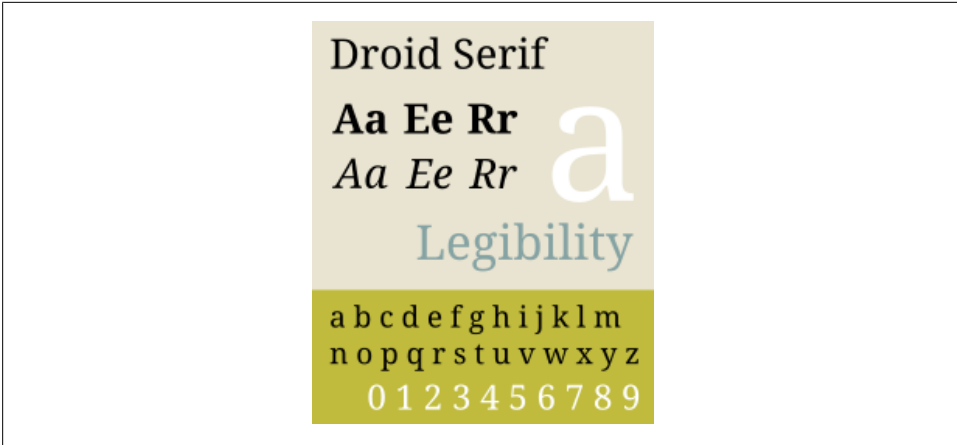 Droid Serif
Aa Ee Rr
Aa Ee Rr
a
Legibility
a b c d e f g h i j k l m
n o p q r s t u v w x y z
0 1 2 3 4 5 6 7 8 9